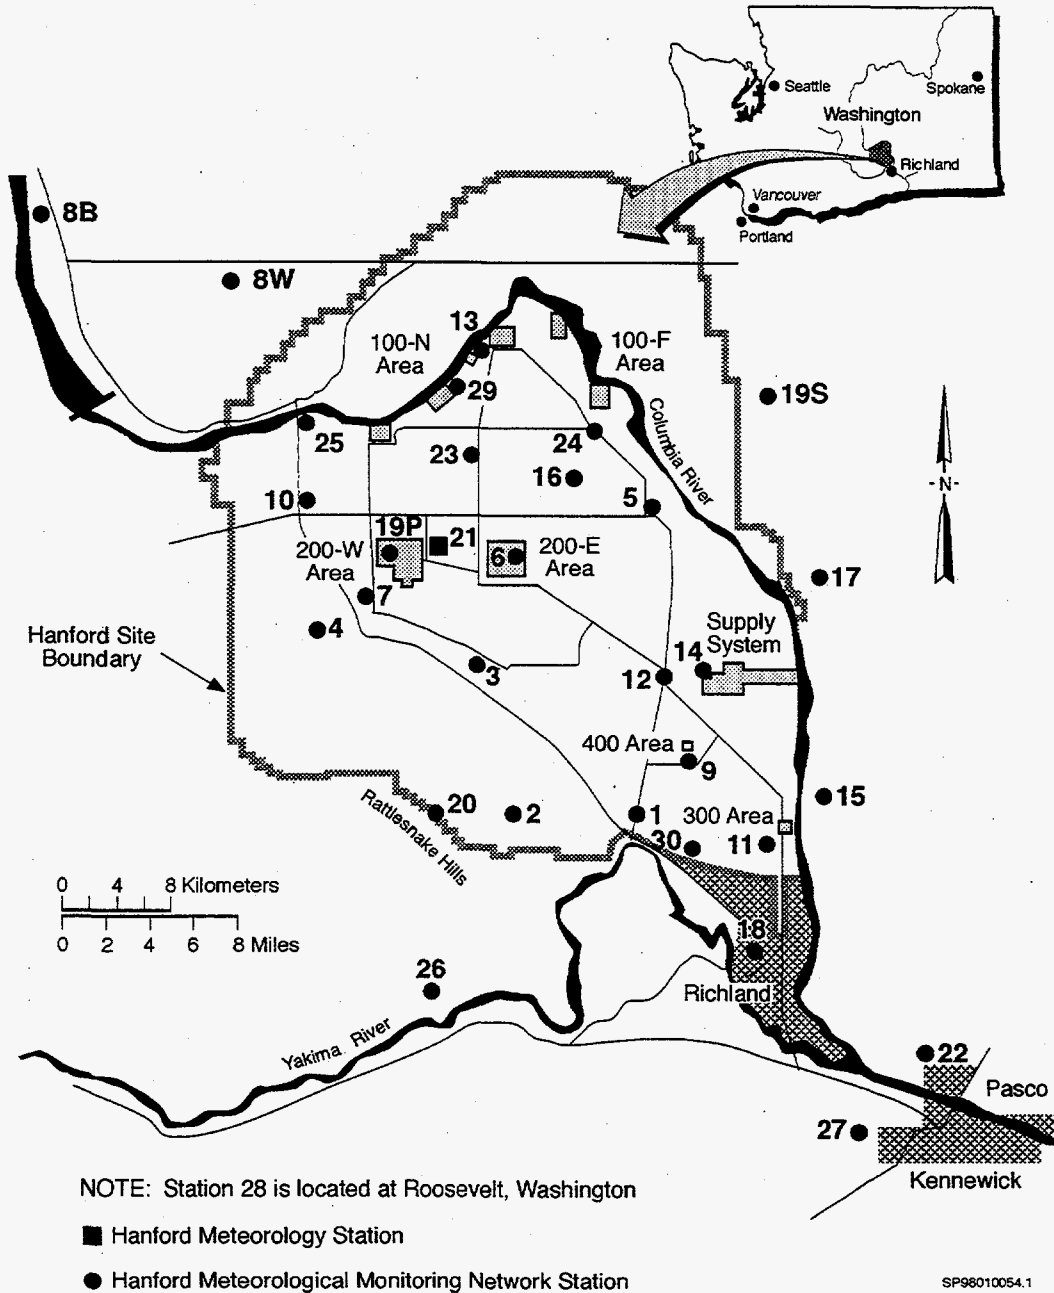 Seattle
Spokane
Washington
Richland
Vancouver
Portland
8B
8W
13
100-N
Area
100-F
Area
29
19S
Columbia River
25
24
23
16
10
5
-N-
19P
21
200-W
Area
6
200-E
Area
17
7
4
Hanford Site
Boundary
Supply
System
14
3
12
400 Area
9
15
20
2
1
300 Area
30
11
Rattlesnake Hills
0 4 8 Kilometers
0 2 4 6 8 Miles
18
26
Richland
Yakima River
22
Pasco
27
Kennewick
NOTE: Station 28 is located at Roosevelt, Washington
Hanford Meteorology Station
Hanford Meteorological Monitoring Network Station
SP98010054.1